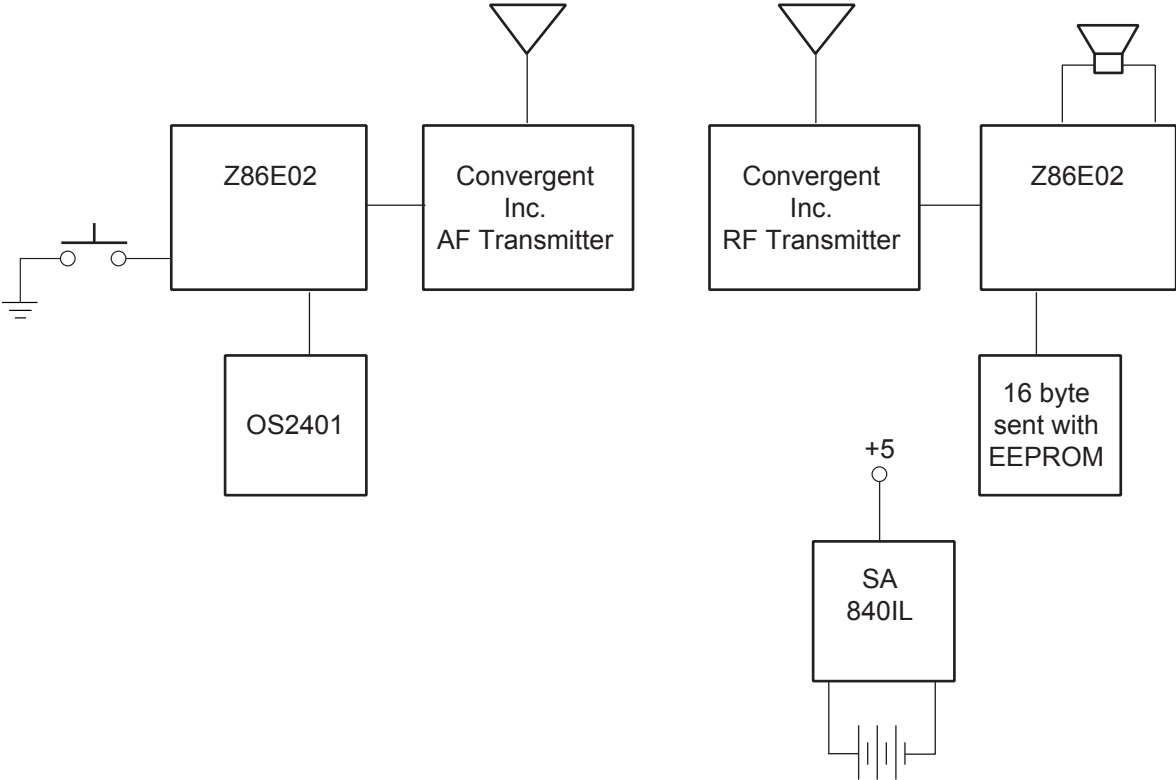 Z86E02
Convergent
Inc.
AF Transmitter
Convergent
Inc.
RF Transmitter
Z86E02
OS2401
16 byte
sent with
EEPROM
+5
SA
840IL